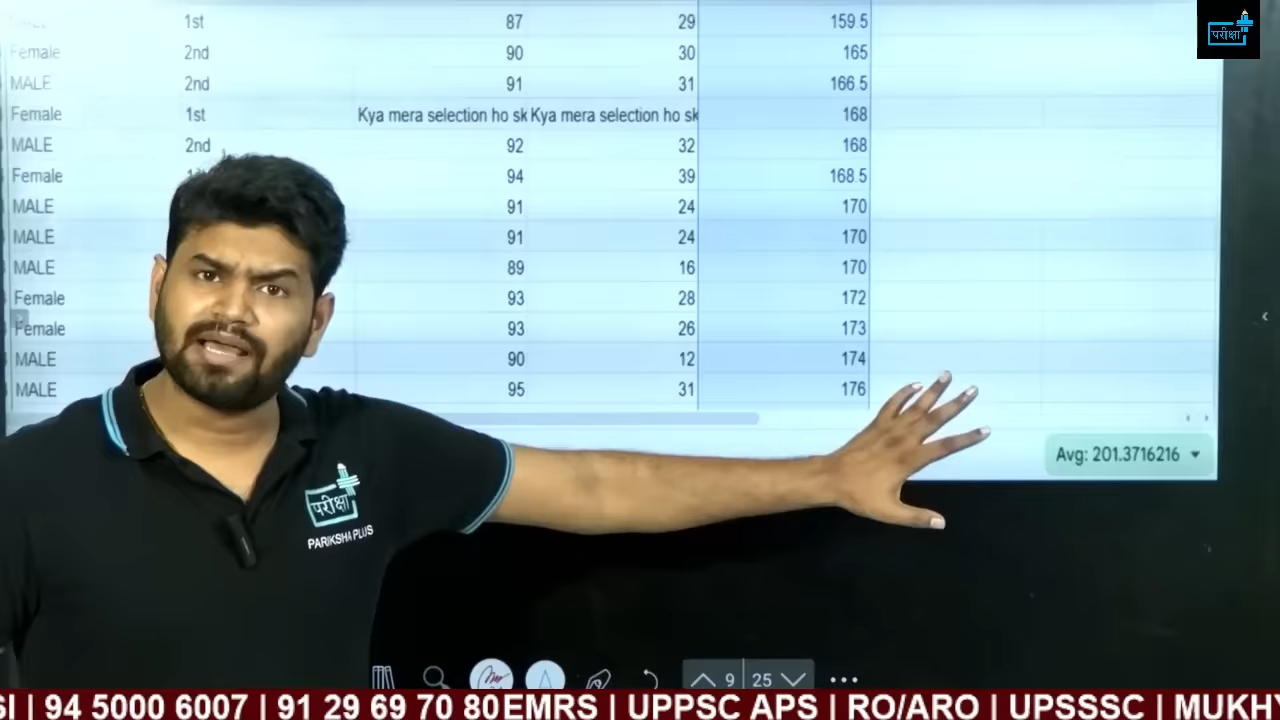 परीक्षा
1st 87 29 159 5
Female 2nd 90 30 165
MALE 2nd 91 31 166 5
Female 1st Kya mera selection ho sk Kya mera selection ho sk 168
MALE 2nd 92 32 168
Female 94 39 168 5
MALE 91 24 170
MALE 91 24 170
MALE 89 16 170
Female 93 28 172
Female 93 26 173
MALE 90 12 174
MALE 95 31 176
Avg: 201.3716216
परीक्षा
PARIKSHA PLUS
9 25
SI | 94 5000 6007 | 91 29 69 70 80 EMRS | UPPSC APS | RO/ARO | UPSSSC | MUKHY